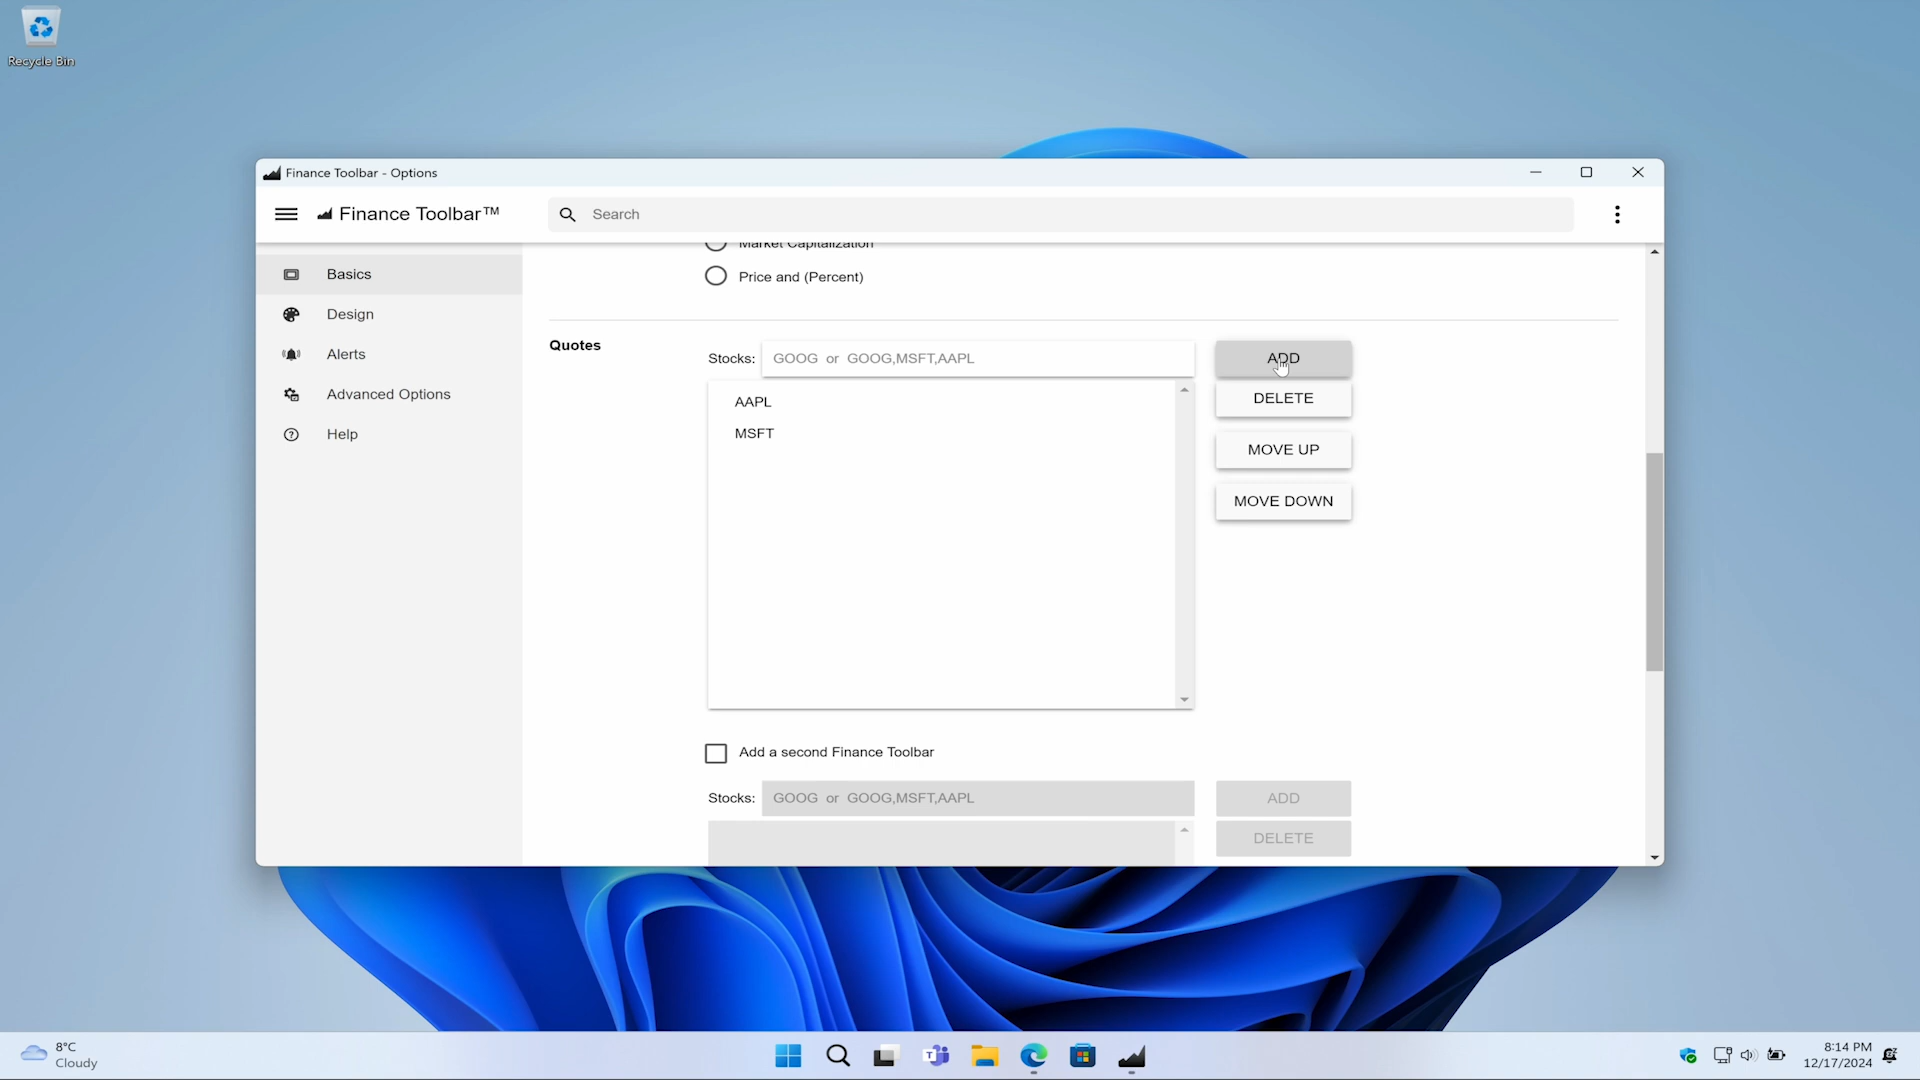 Recycle Bin
Finance Toolbar - Options
Finance Toolbar™
Search
Basics
Design
Alerts
Advanced Options
Help
Market Capitalization
Price and (Percent)
Quotes
Stocks: GOOG or GOOG,MSFT,AAPL
ADD
AAPL
DELETE
MSFT
MOVE UP
MOVE DOWN
Add a second Finance Toolbar
Stocks: GOOG or GOOG,MSFT,AAPL
ADD
DELETE
8°C
Cloudy
8:14 PM
12/17/2024